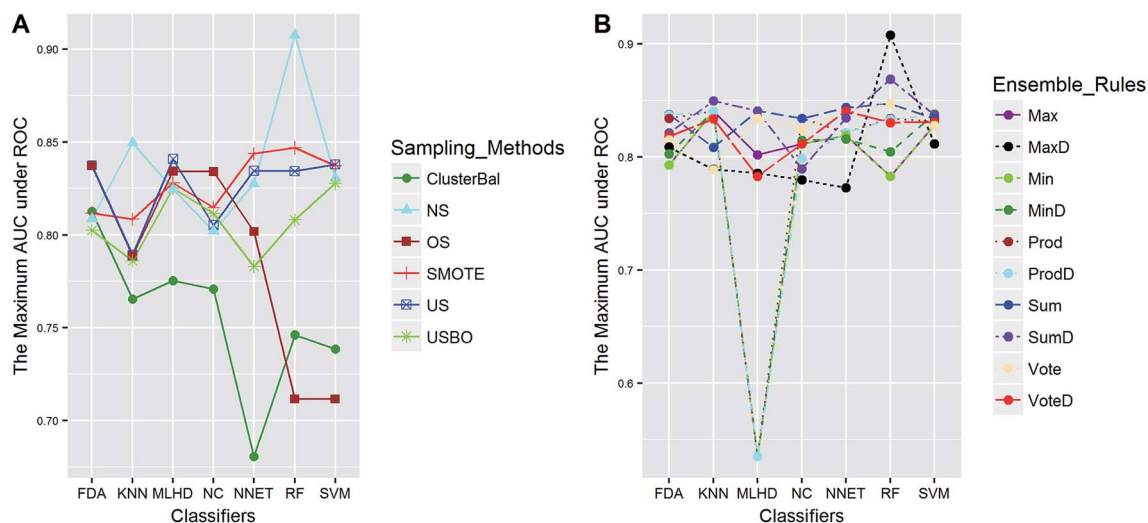 A
The Maximum AUC under ROC
0.90
0.85
0.80
0.75
0.70
FDA KNN MLHD NC NNET RF SVM
Classifiers
Sampling_Methods
ClusterBal
NS
OS
SMOTE
US
USBO
B
The Maximum AUC under ROC
0.9
0.8
0.7
0.6
FDA KNN MLHD NC NNET RF SVM
Classifiers
Ensemble_Rules
Max
MaxD
Min
MinD
Prod
ProdD
Sum
SumD
Vote
VoteD